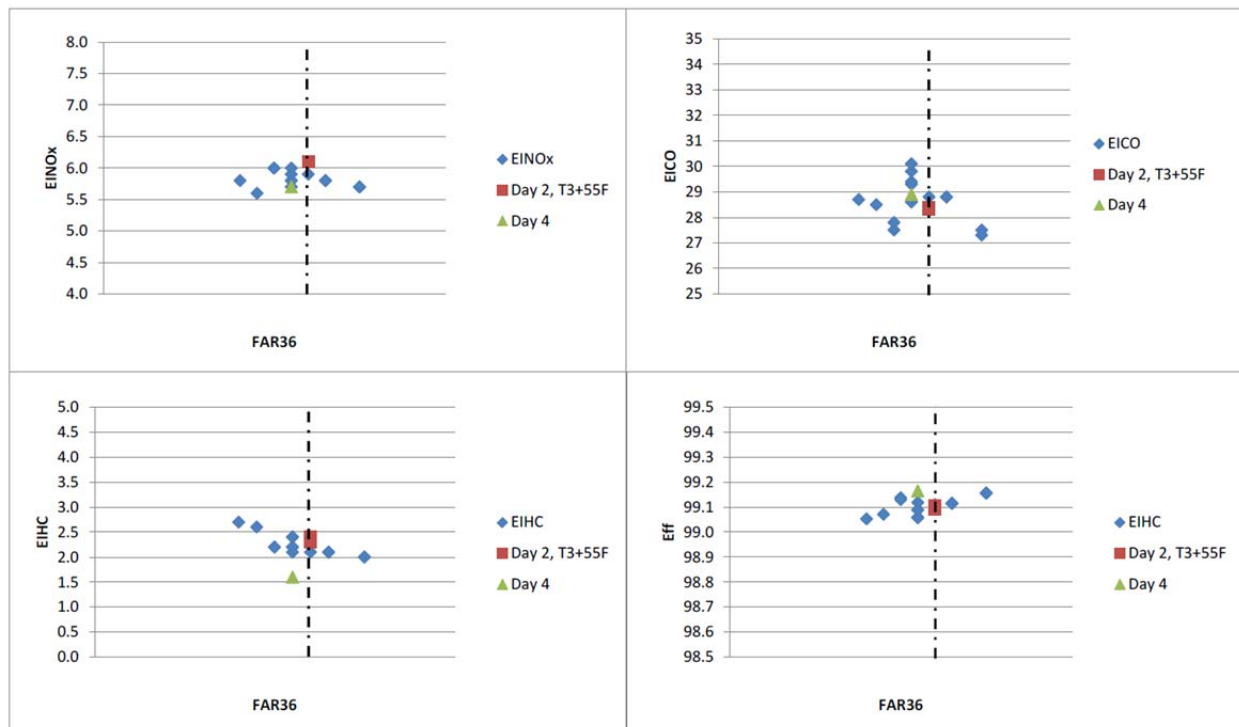 EINOx
8.0
7.5
7.0
6.5
6.0
5.5
5.0
4.5
4.0
FAR36
EINOx
Day 2, T3+55F
Day 4
EICO
35
34
33
32
31
30
29
28
27
26
25
FAR36
EICO
Day 2, T3+55F
Day 4
EIHC
5.0
4.5
4.0
3.5
3.0
2.5
2.0
1.5
1.0
0.5
0.0
FAR36
EIHC
Day 2, T3+55F
Day 4
Eff
99.5
99.4
99.3
99.2
99.1
99.0
98.9
98.8
98.7
98.6
98.5
FAR36
EIHC
Day 2, T3+55F
Day 4